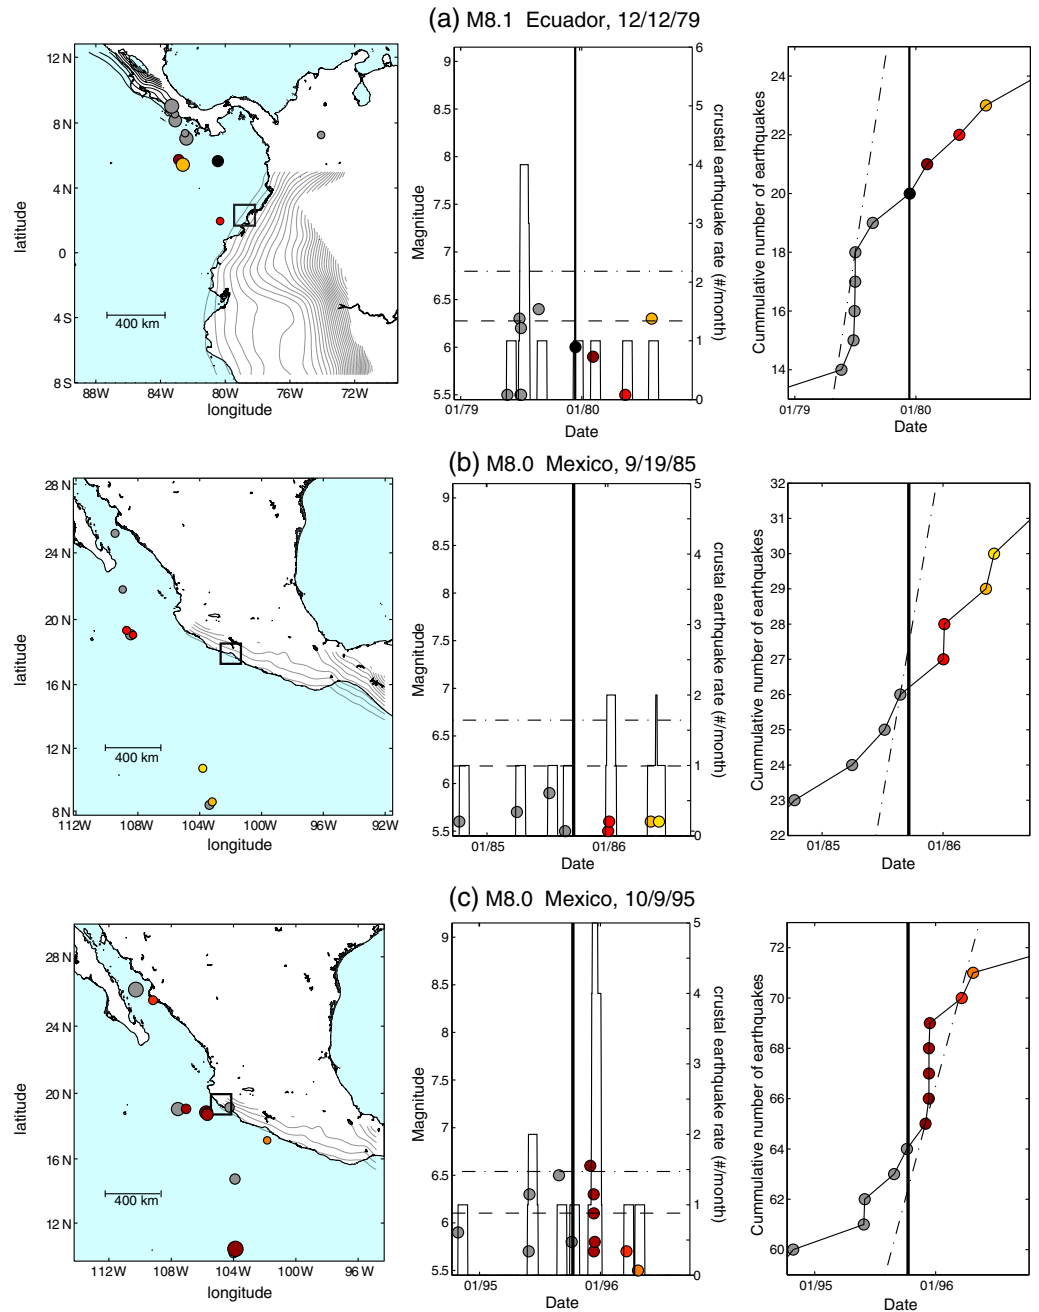 (a) M8.1 Ecuador, 12/12/79
12 N
8 N
4 N
0
4 S
8 S
latitude
400 km
88W 84W 80W 76W 72W
longitude
9
8.5
8
7.5
7
6.5
6
5.5
Magnitude
6
5
4
3
2
1
0
crustal earthquake rate (#/month)
01/79 01/80
Date
24
22
20
18
16
14
Cummulative number of earthquakes
01/79 01/80
Date
(b) M8.0 Mexico, 9/19/85
28 N
24 N
20 N
16 N
12 N
8 N
latitude
400 km
112W 108W 104W 100W 96W 92W
longitude
9
8.5
8
7.5
7
6.5
6
5.5
Magnitude
5
4
3
2
1
0
crustal earthquake rate (#/month)
01/85 01/86
Date
32
31
30
29
28
27
26
25
24
23
22
Cummulative number of earthquakes
01/85 01/86
Date
(c) M8.0 Mexico, 10/9/95
28 N
24 N
20 N
16 N
12 N
latitude
400 km
112W 108W 104W 100W 96 W
longitude
9
8.5
8
7.5
7
6.5
6
5.5
Magnitude
5
4
3
2
1
0
crustal earthquake rate (#/month)
01/95 01/96
Date
72
70
68
66
64
62
60
Cummulative number of earthquakes
01/95 01/96
Date